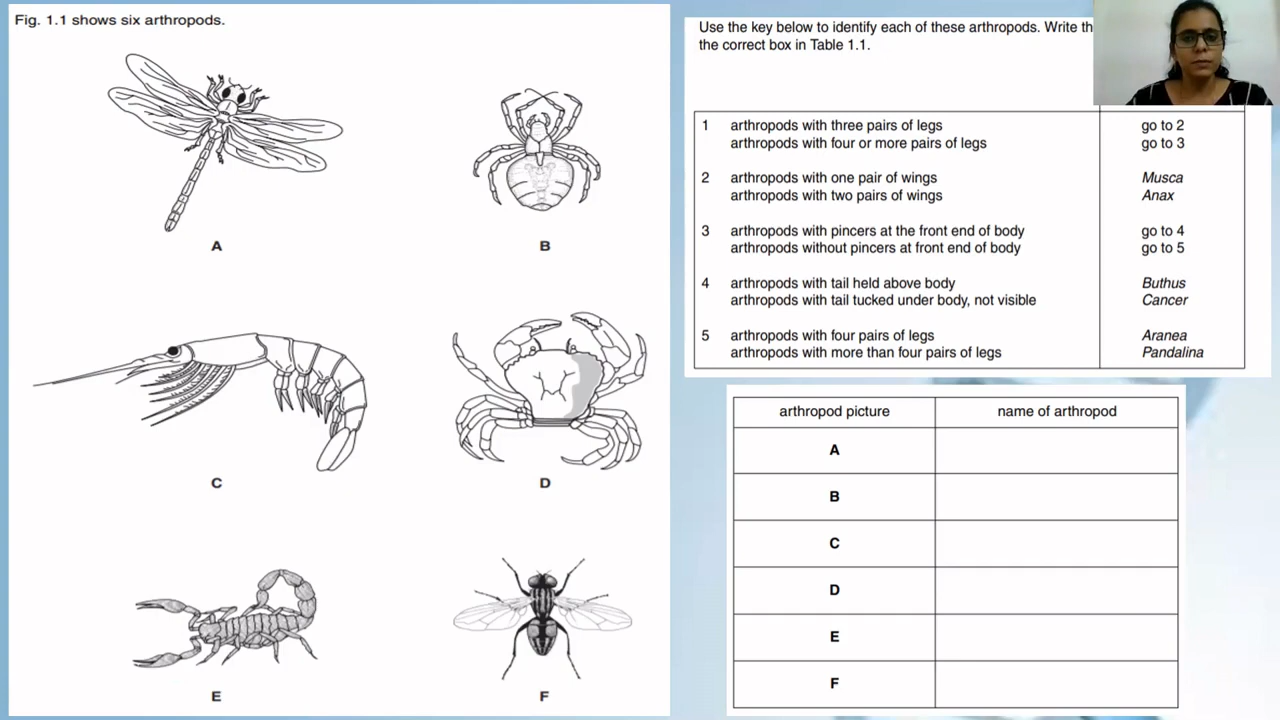 Fig. 1.1 shows six arthropods.
A
B
C
D
E
F
Use the key below to identify each of these arthropods. Write
the correct box in Table 1.1.
1 arthropods with three pairs of legs go to 2
arthropods with four or more pairs of legs go to 3
2 arthropods with one pair of wings Musca
arthropods with two pairs of wings Anax
3 arthropods with pincers at the front end of body go to 4
arthropods without pincers at front end of body go to 5
4 arthropods with tail held above body Buthus
arthropods with tail tucked under body, not visible Cancer
5 arthropods with four pairs of legs Aranea
arthropods with more than four pairs of legs Pandalina
arthropod picture name of arthropod
A
B
C
D
E
F